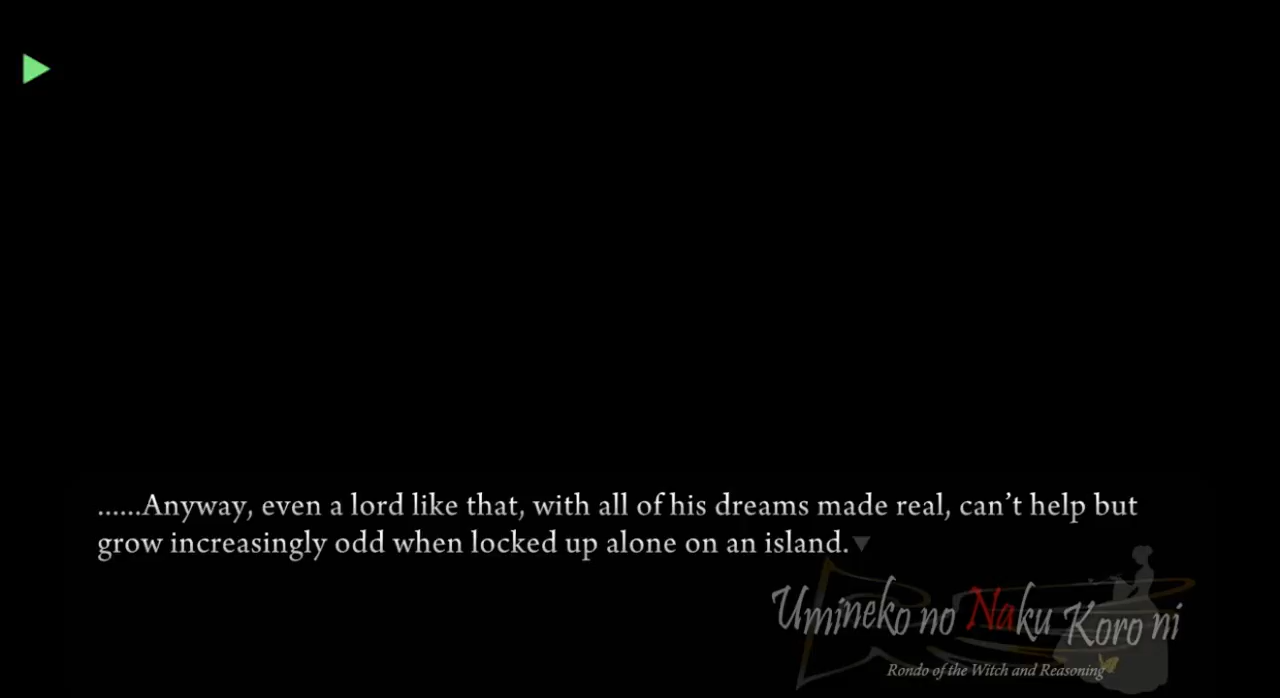 ......Anyway, even a lord like that, with all of his dreams made real, can't help but
grow increasingly odd when locked up alone on an island.
Umineko no Naku Koro ni
Rondo of the Witch and Reasoning